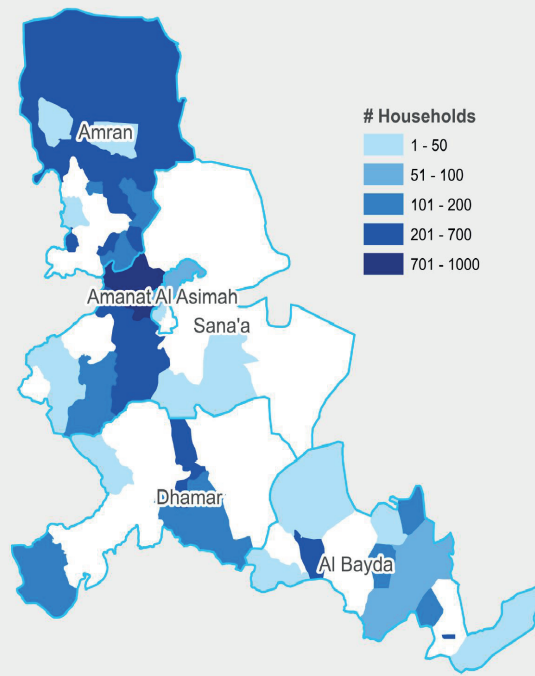 Amran
# Households
1 - 50
51 - 100
101 - 200
201 - 700
701 - 1000
Amanat Al Asimah
Sana'a
Dhamar
Al Bayda